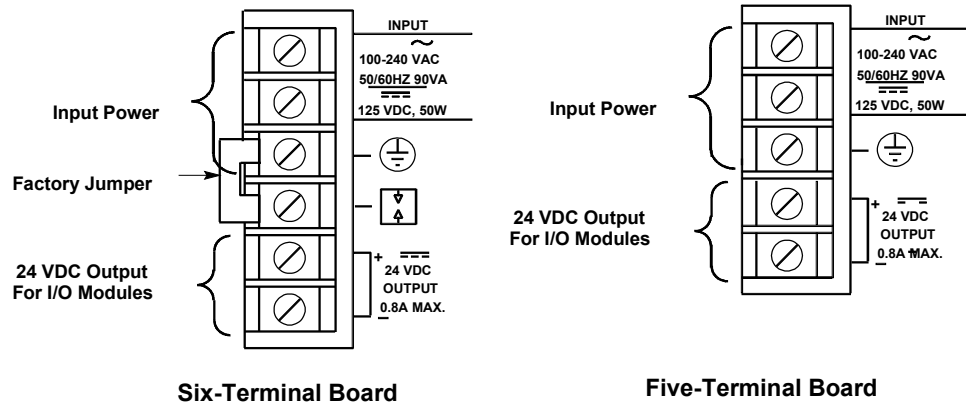 INPUT
100-240 VAC
50/60HZ 90VA
125 VDC, 50W
Input Power
Factory Jumper
24 VDC Output
For I/O Modules
+
24 VDC
OUTPUT
0.8A MAX.
–
Six-Terminal Board
INPUT
100-240 VAC
50/60HZ 90VA
125 VDC, 50W
Input Power
24 VDC Output
For I/O Modules
+
24 VDC
OUTPUT
0.8A MAX.
–
Five-Terminal Board